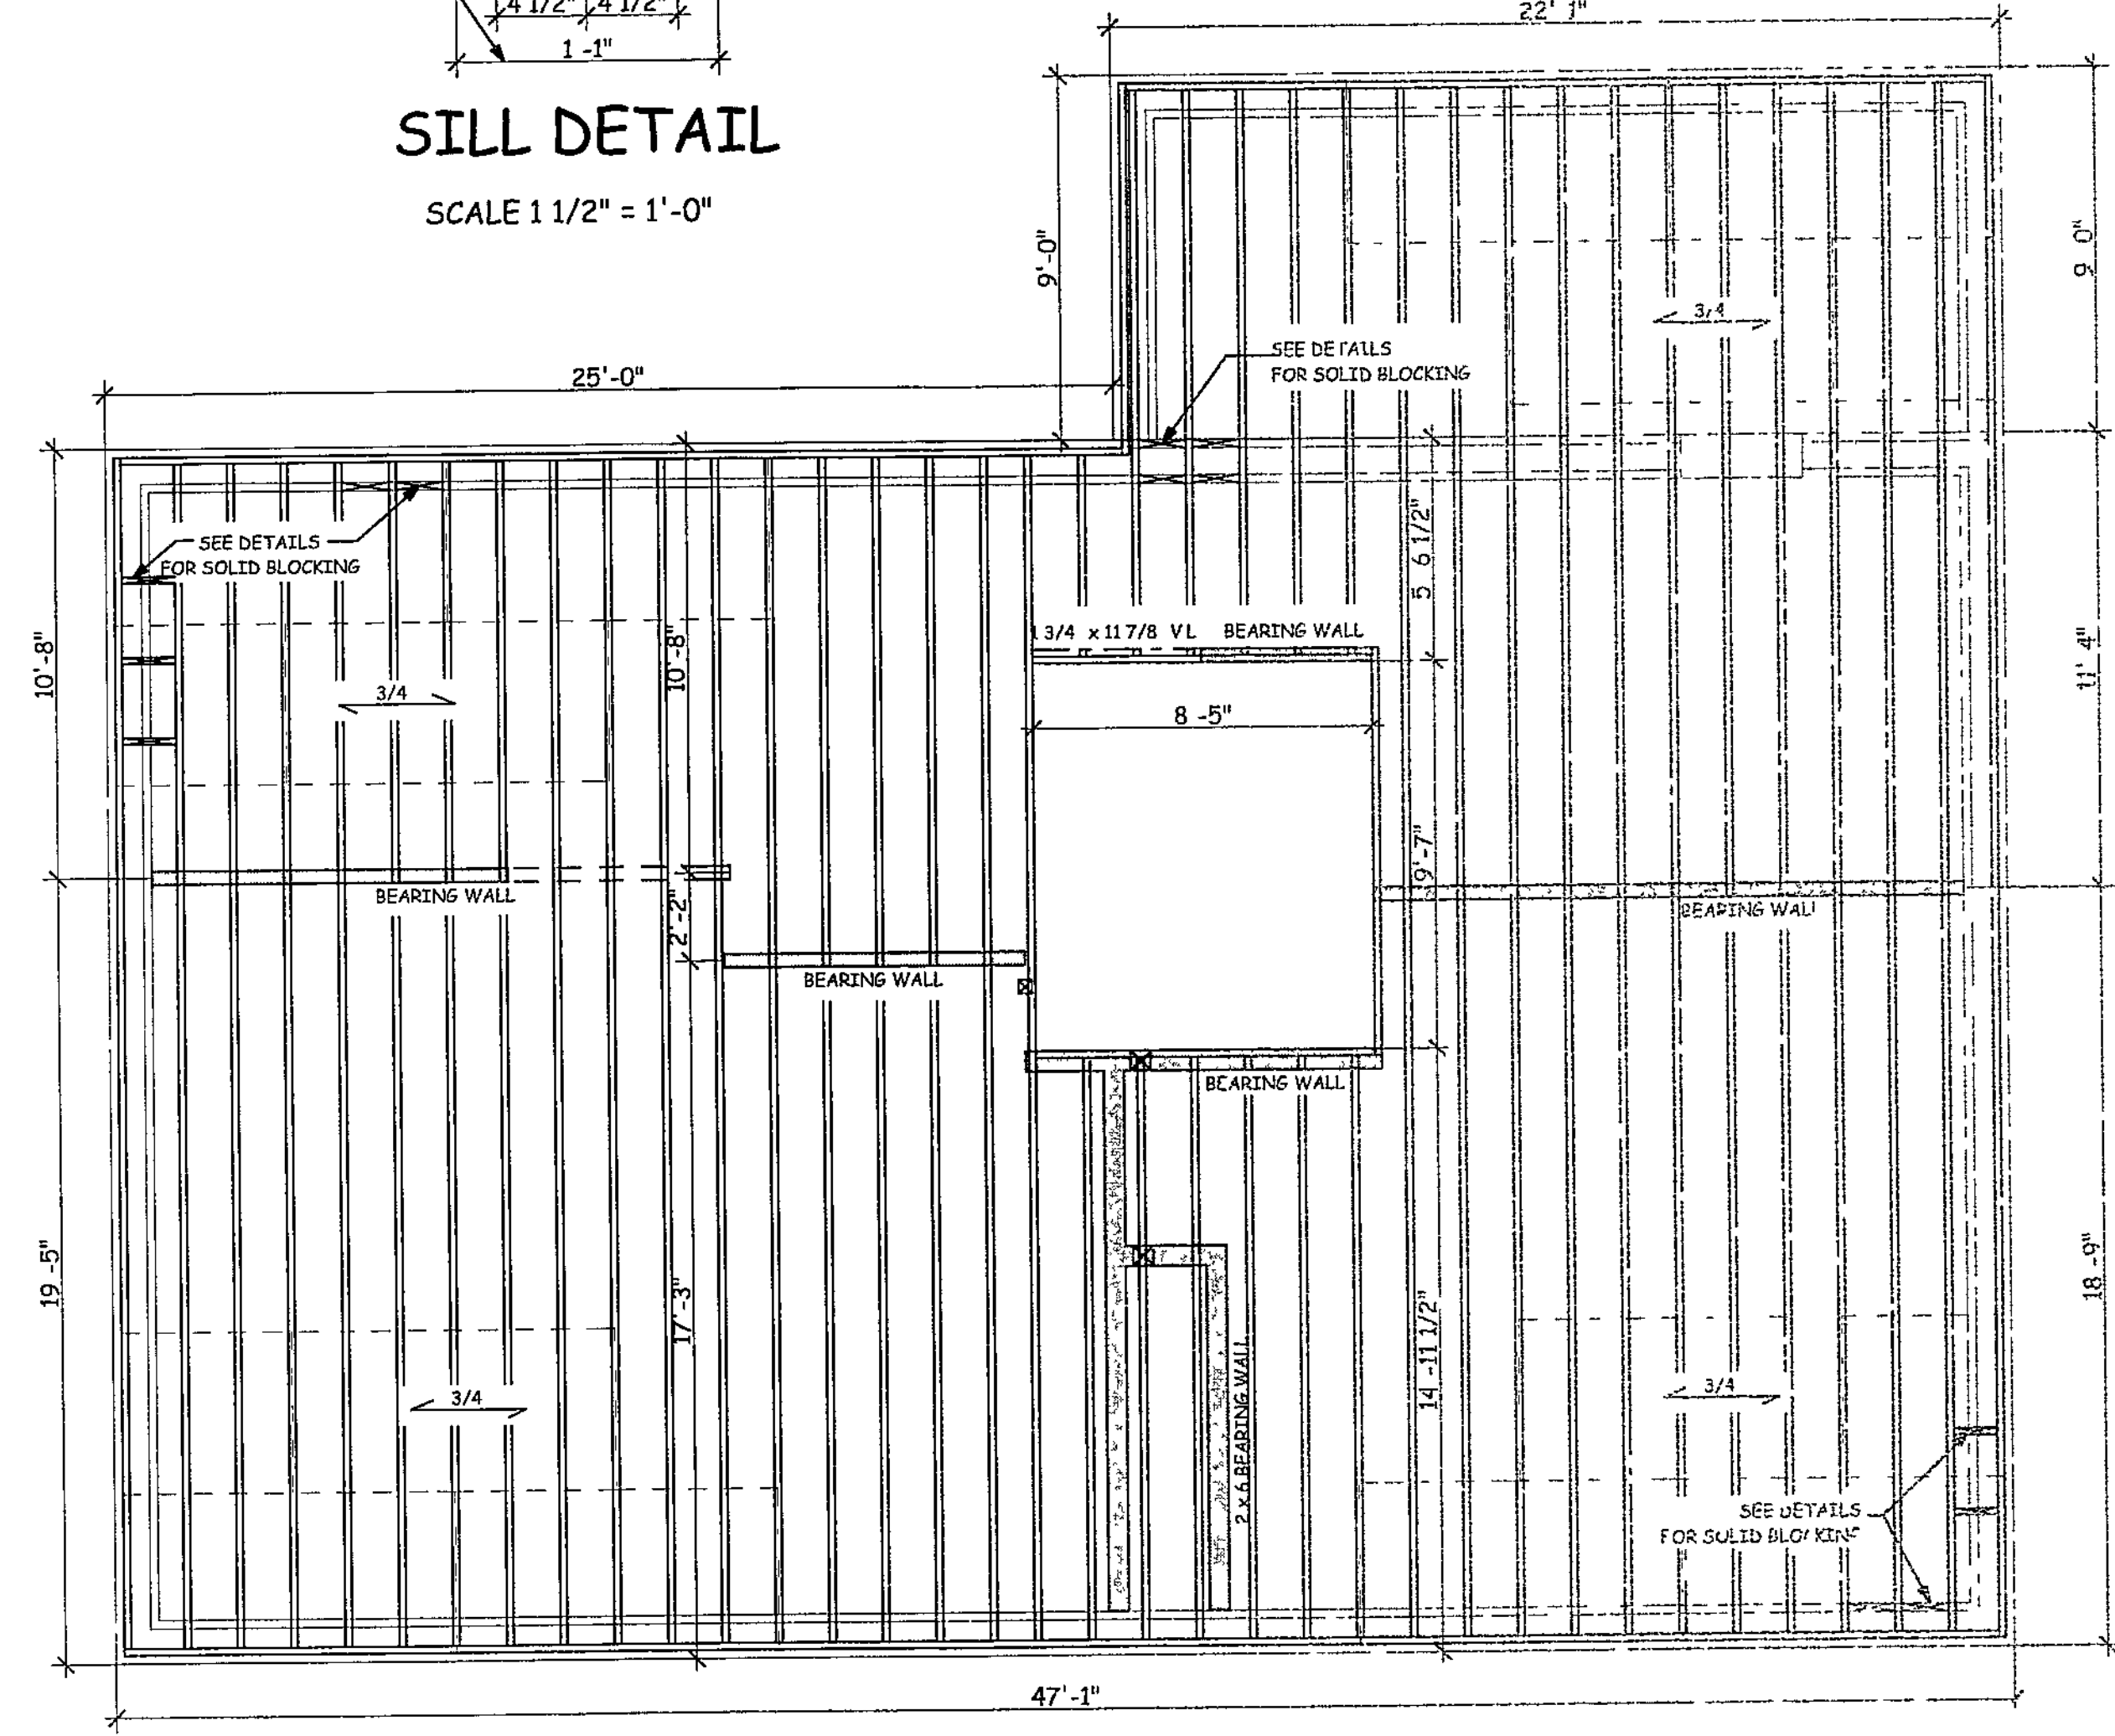 4 1/2" 4 1/2"
1 -1"
SILL DETAIL
SCALE 1 1/2" = 1'-0"
22' 1"
9'-0"
9 0"
3/4
SEE DETAILS
FOR SOLID BLOCKING
25'-0"
SEE DETAILS
FOR SOLID BLOCKING
5 6 1/2"
1 3/4 x 11 7/8 VL BEARING WALL
10'-8"
10'-8"
11' 4"
3/4
8 -5"
9'-7"
BEARING WALL
2'-2"
BEARING WALL
BEARING WALL
BEARING WALL
19 -5"
17'-3"
14 -11 1/2"
18 -9"
2 x 6 BEARING WALL
3/4
3/4
SEE DETAILS
FOR SOLID BLOCKING
47'-1"